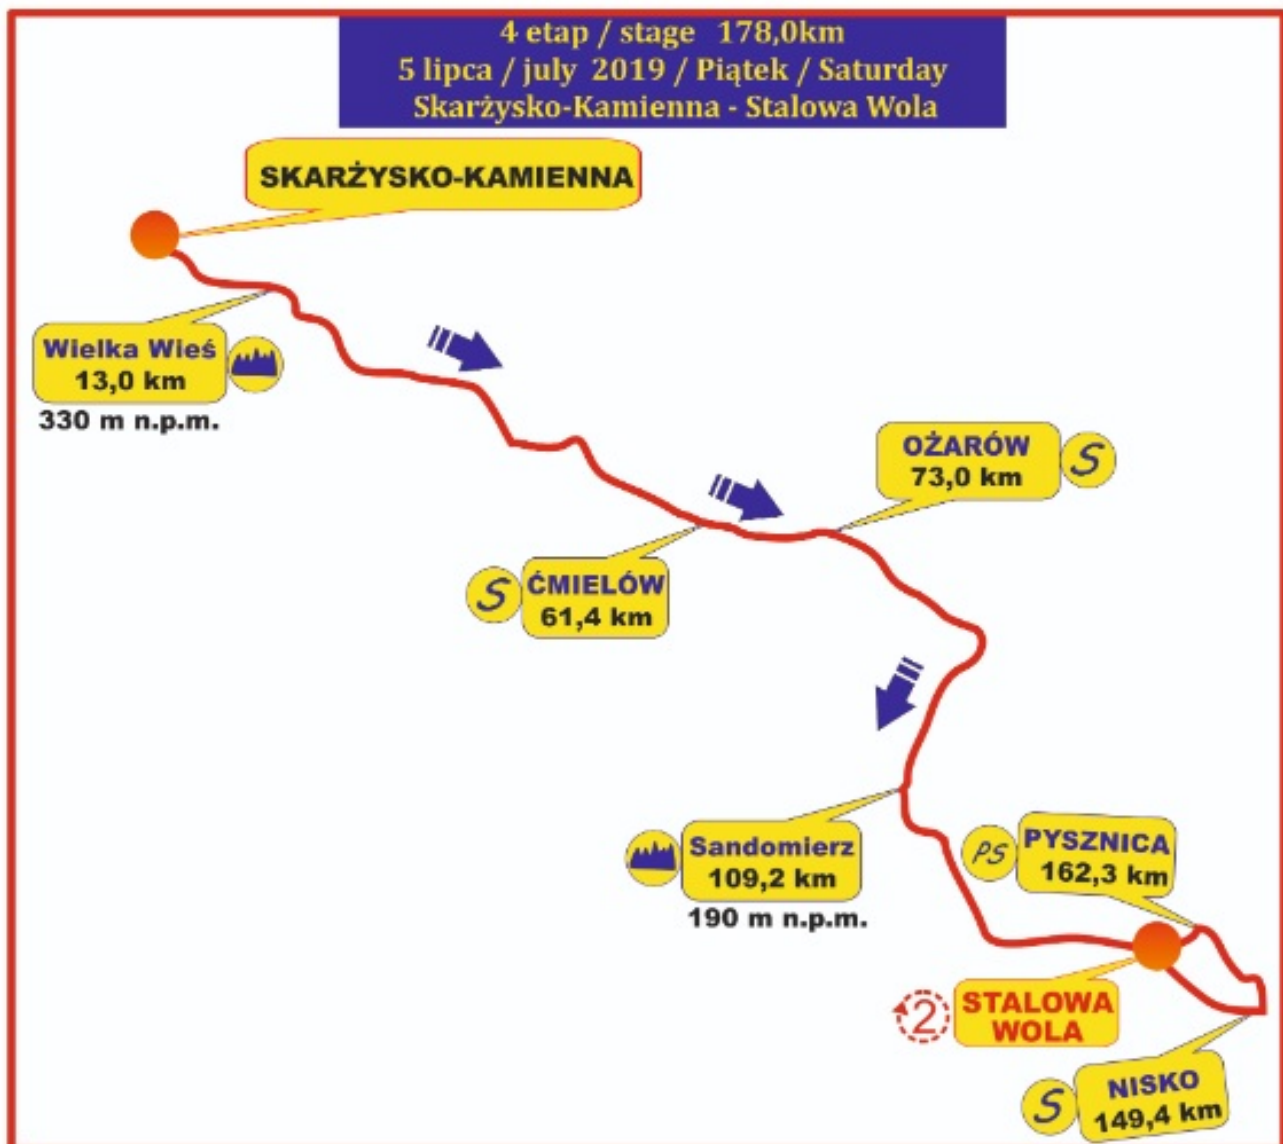 4 etap / stage 178,0km
5 lipca / july 2019 / Piątek / Saturday
Skarżysko-Kamienna - Stalowa Wola
SKARŻYSKO-KAMIENNA
Wielka Wieś
13,0 km
330 m n.p.m.
OŻARÓW
73,0 km
S
S
ĆMIELÓW
61,4 km
Sandomierz
109,2 km
190 m n.p.m.
PS
PYSZNICA
162,3 km
2
STALOWA
WOLA
S
NISKO
149,4 km